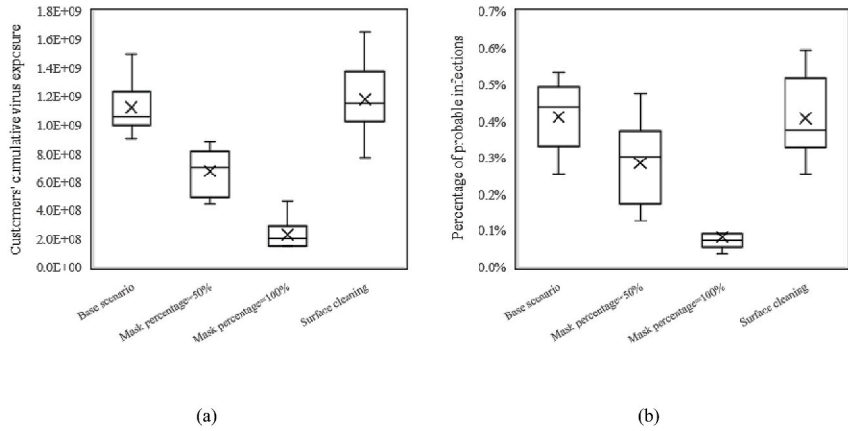 Customers' cumulative virus exposure
1.8E+09
1.6E+09
1.4E+09
1.2E+09
1.0E+09
8.0E+08
6.0E+08
4.0E+08
2.0E+08
0.0E+00
Base scenario
Mask percentage=50%
Mask percentage=100%
Surface cleaning
(a)
Percentage of probable infections
0.7%
0.6%
0.5%
0.4%
0.3%
0.2%
0.1%
0.0%
Base scenario
Mask percentage=50%
Mask percentage=100%
Surface cleaning
(b)